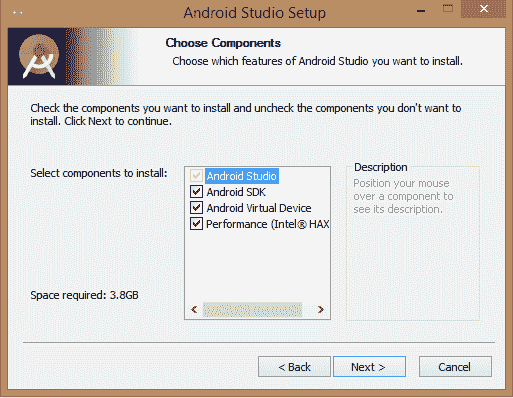 Android Studio Setup
Choose Components
Choose which features of Android Studio you want to install.
Check the components you want to install and uncheck the components you don't want to
install. Click Next to continue.
Select components to install:
Android Studio
Android SDK
Android Virtual Device
Performance (Intel® HAX
Description
Position your mouse
over a component to
see its description.
Space required: 3.8GB
< Back
Next >
Cancel